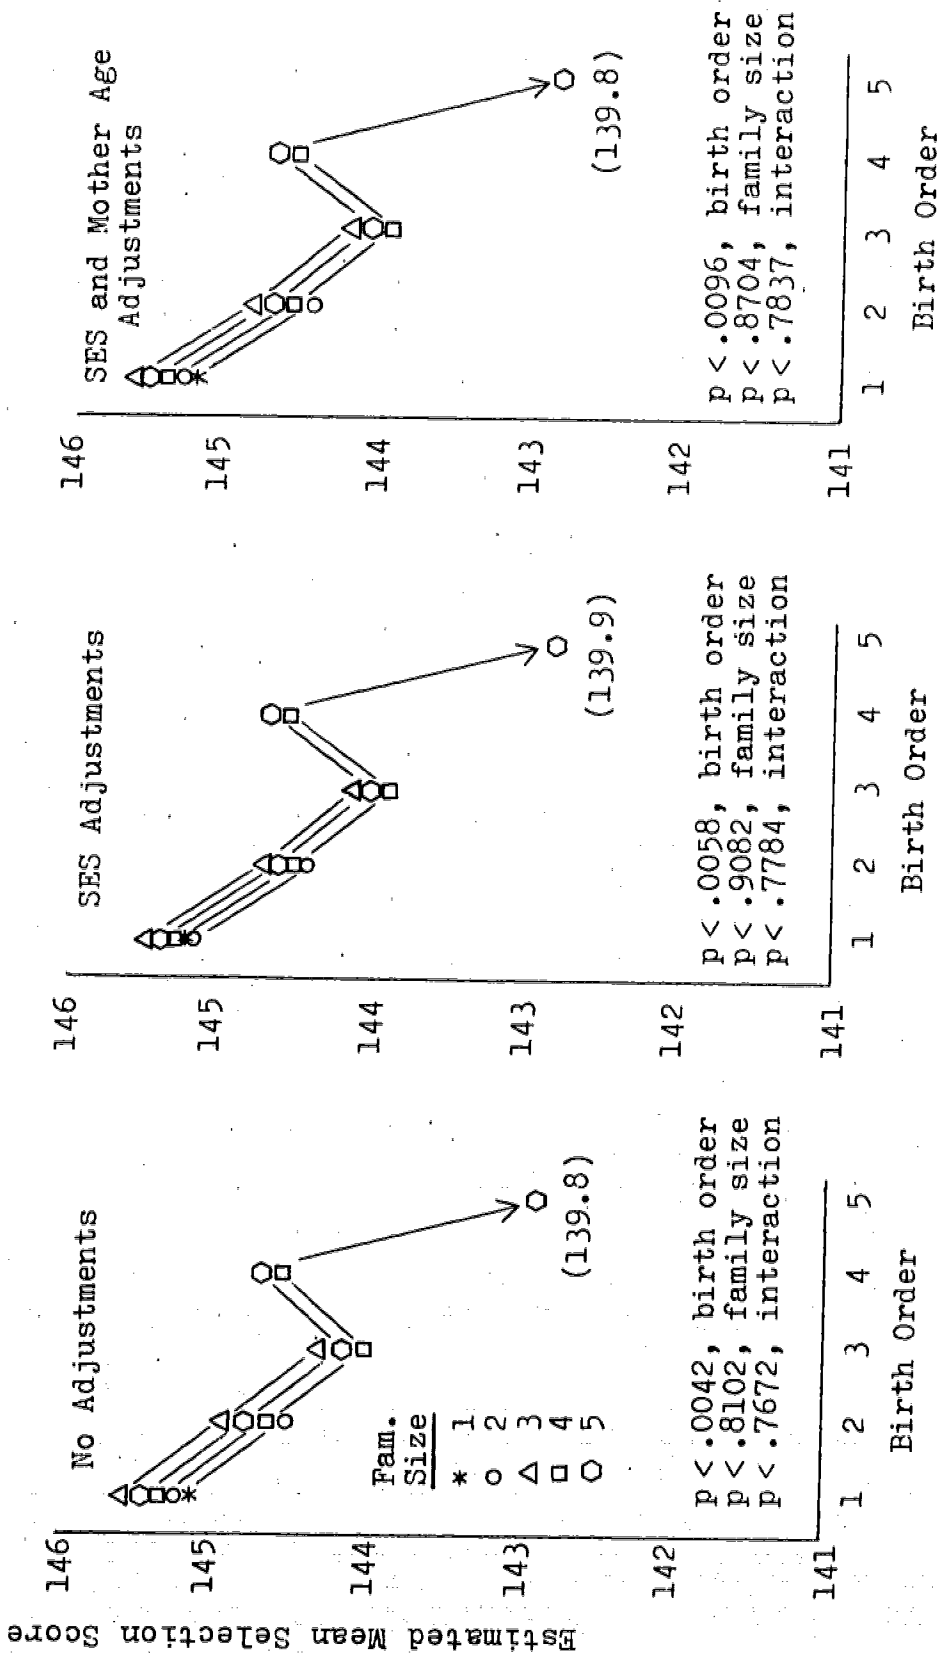 Estimated Mean Selection Score
No Adjustments
146
145
144
143
142
141
Fam.
Size
* 1
○ 2
△ 3
□ 4
⬡ 5
(139.8)
p < .0042, birth order
p < .8102, family size
p < .7672, interaction
1 2 3 4 5
Birth Order
SES Adjustments
146
145
144
143
142
141
(139.9)
p < .0058, birth order
p < .9082, family size
p < .7784, interaction
1 2 3 4 5
Birth Order
SES and Mother Age
Adjustments
146
145
144
143
142
141
(139.8)
p < .0096, birth order
p < .8704, family size
p < .7837, interaction
1 2 3 4 5
Birth Order